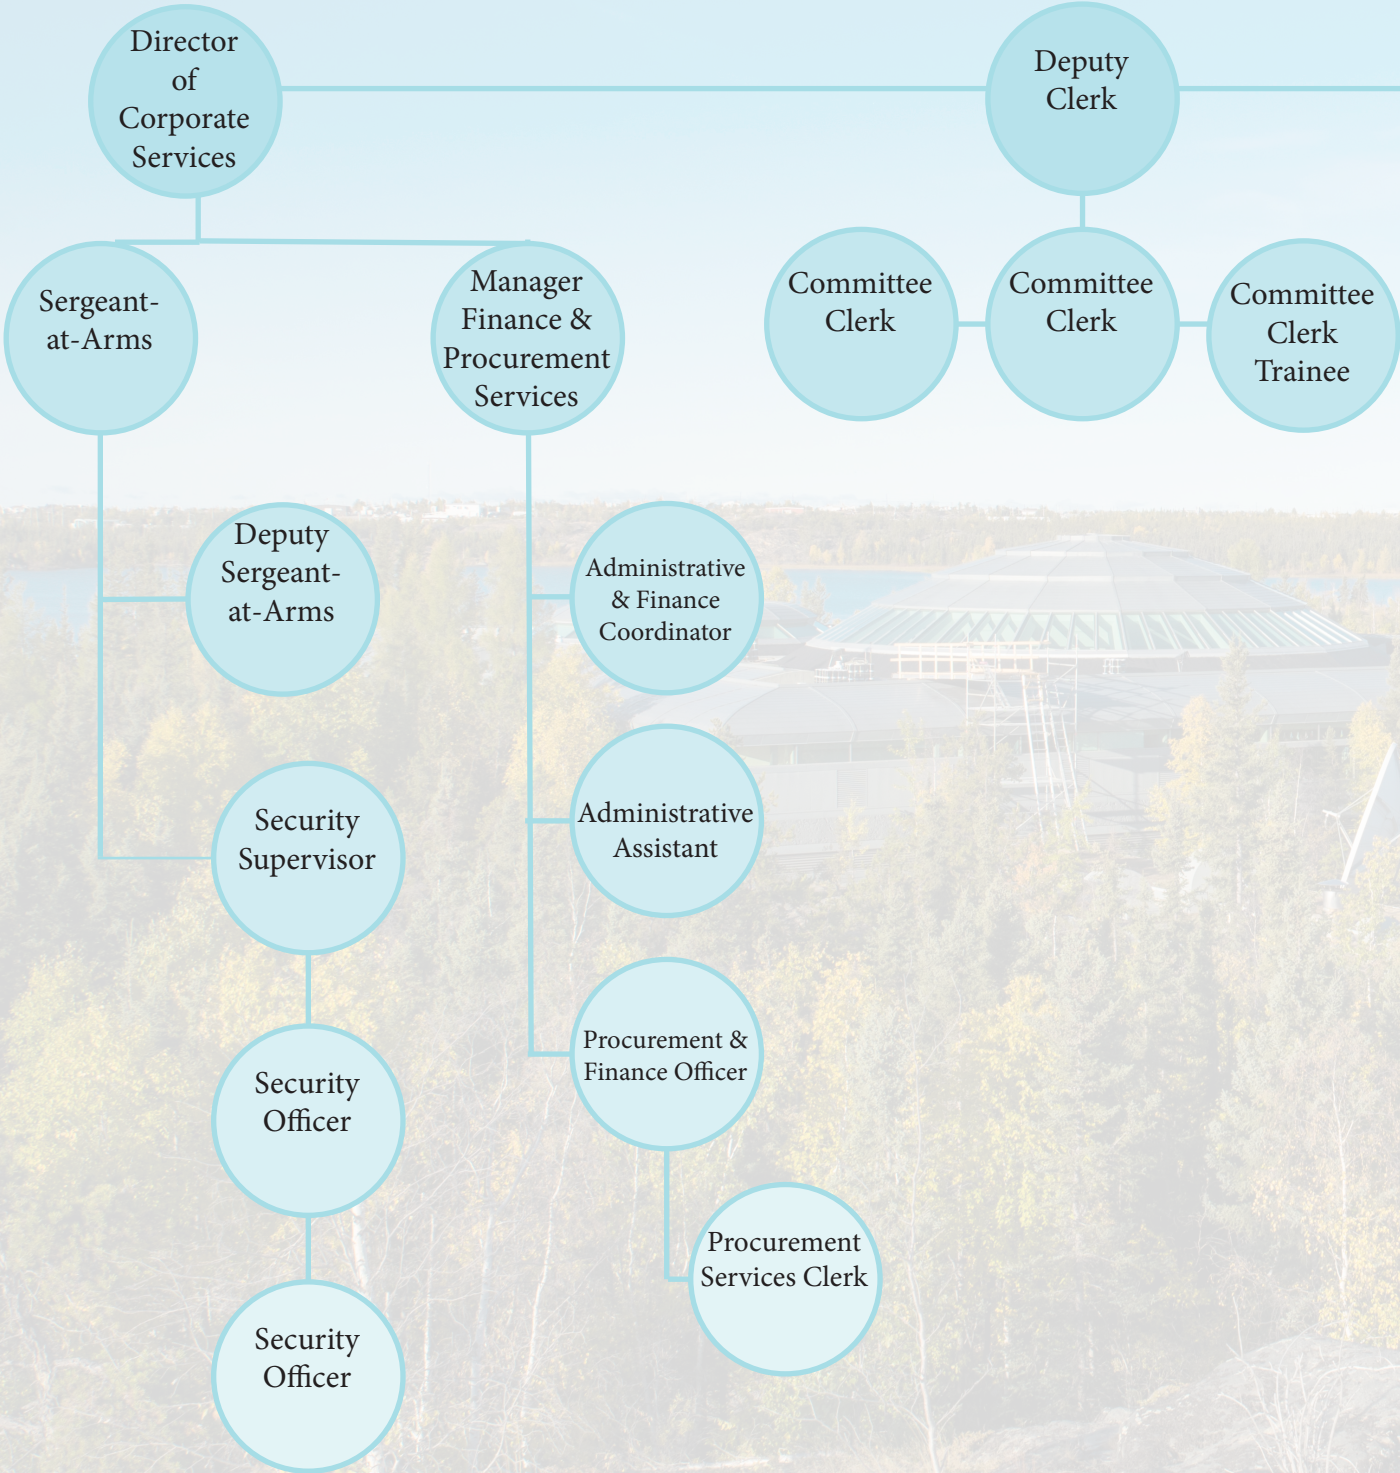 Director
of
Corporate
Services
Deputy
Clerk
Sergeant-
at-Arms
Manager
Finance &
Procurement
Services
Committee
Clerk
Committee
Clerk
Committee
Clerk
Trainee
Deputy
Sergeant-
at-Arms
Administrative
& Finance
Coordinator
Security
Supervisor
Administrative
Assistant
Security
Officer
Procurement &
Finance Officer
Procurement
Services Clerk
Security
Officer